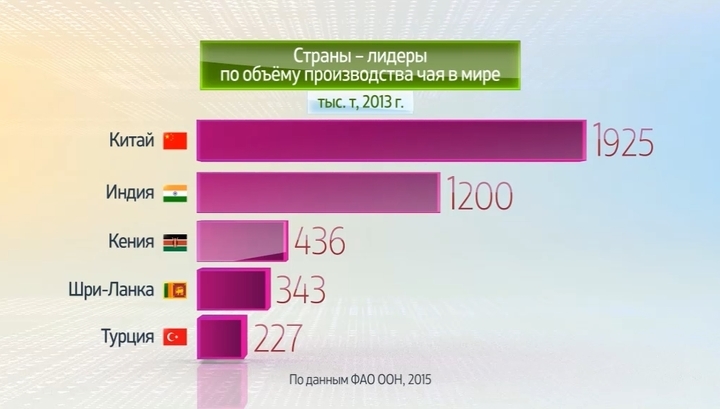 Страны – лидеры
по объёму производства чая в мире
тыс. т, 2013 г.
Китай 1925
Индия 1200
Кения 436
Шри-Ланка 343
Турция 227
По данным ФАО ООН, 2015